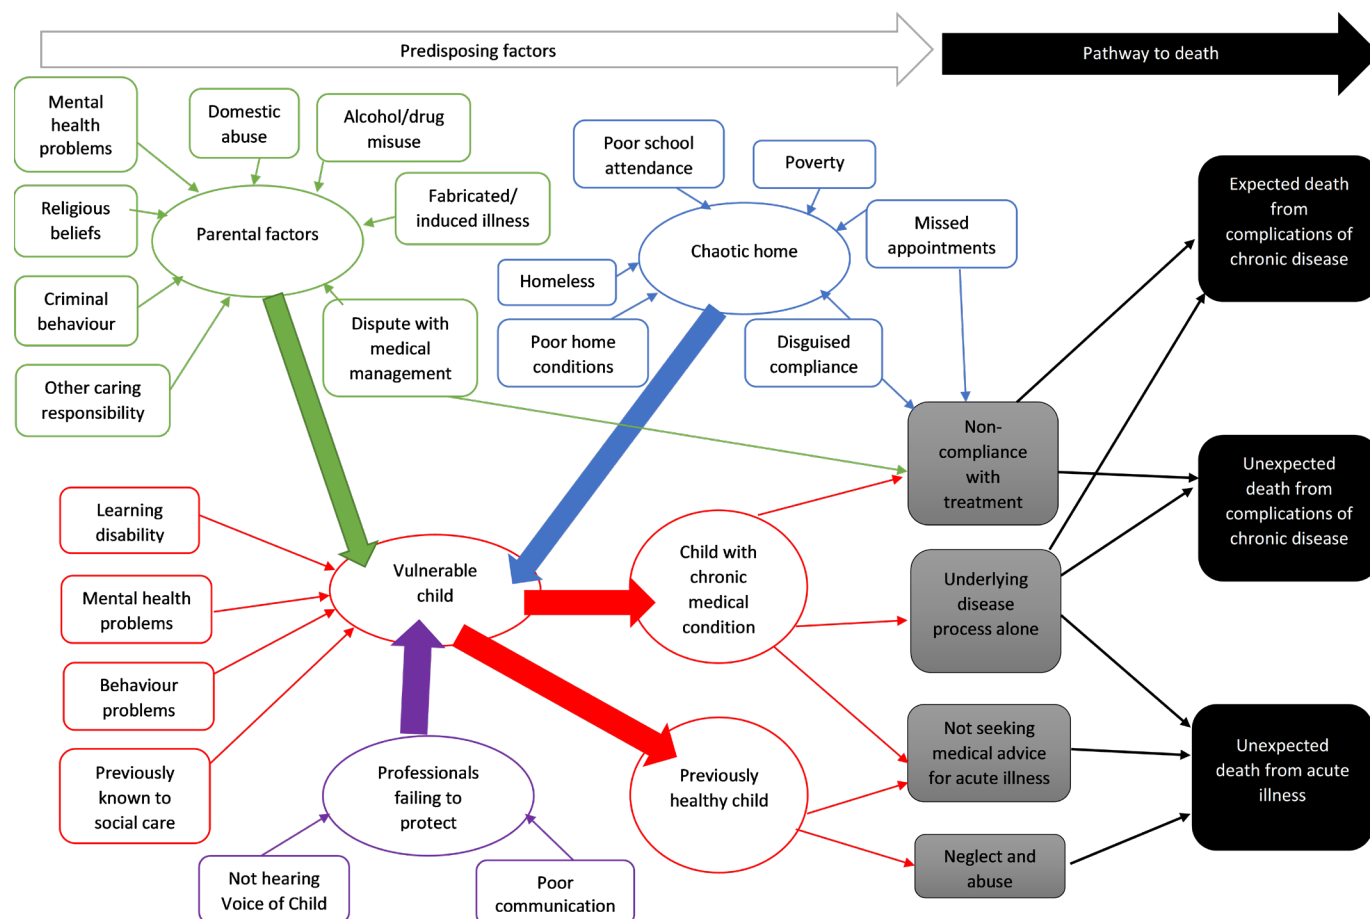 Predisposing factors
Pathway to death
Mental
health
problems
Domestic
abuse
Alcohol/drug
misuse
Religious
beliefs
Parental factors
Fabricated/
induced illness
Criminal
behaviour
Other caring
responsibility
Dispute with
medical
management
Poor school
attendance
Poverty
Chaotic home
Missed
appointments
Homeless
Poor home
conditions
Disguised
compliance
Expected death
from
complications of
chronic disease
Non-
compliance
with
treatment
Unexpected
death from
complications of
chronic disease
Learning
disability
Mental health
problems
Behaviour
problems
Previously
known to
social care
Vulnerable
child
Child with
chronic
medical
condition
Underlying
disease
process alone
Professionals
failing to
protect
Not hearing
Voice of Child
Poor
communication
Previously
healthy child
Not seeking
medical advice
for acute illness
Neglect and
abuse
Unexpected
death from acute
illness